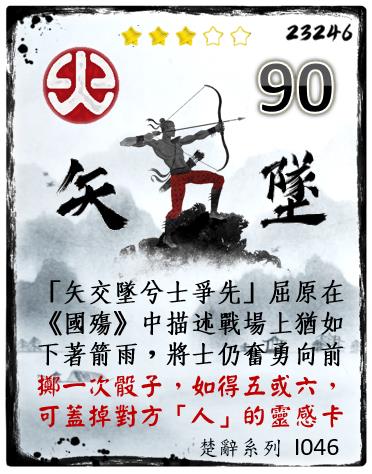 23246
火
90
矢 墜
「矢交墜兮士爭先」屈原在
《國殤》中描述戰場上猶如
下著箭雨，將士仍奮勇向前
擲一次骰子，如得五或六，
可蓋掉對方「人」的靈感卡
楚辭系列 I046